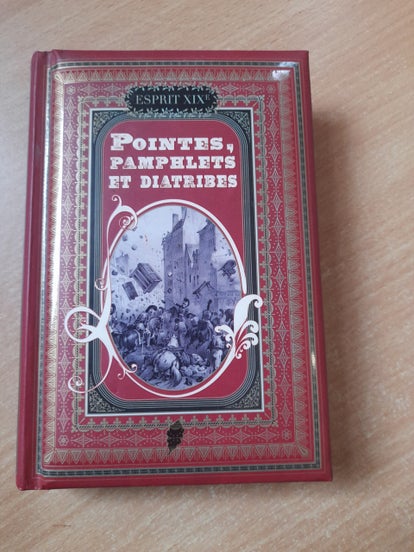 ESPRIT XIXE
POINTES,
PAMPHLETS
ET DIATRIBES